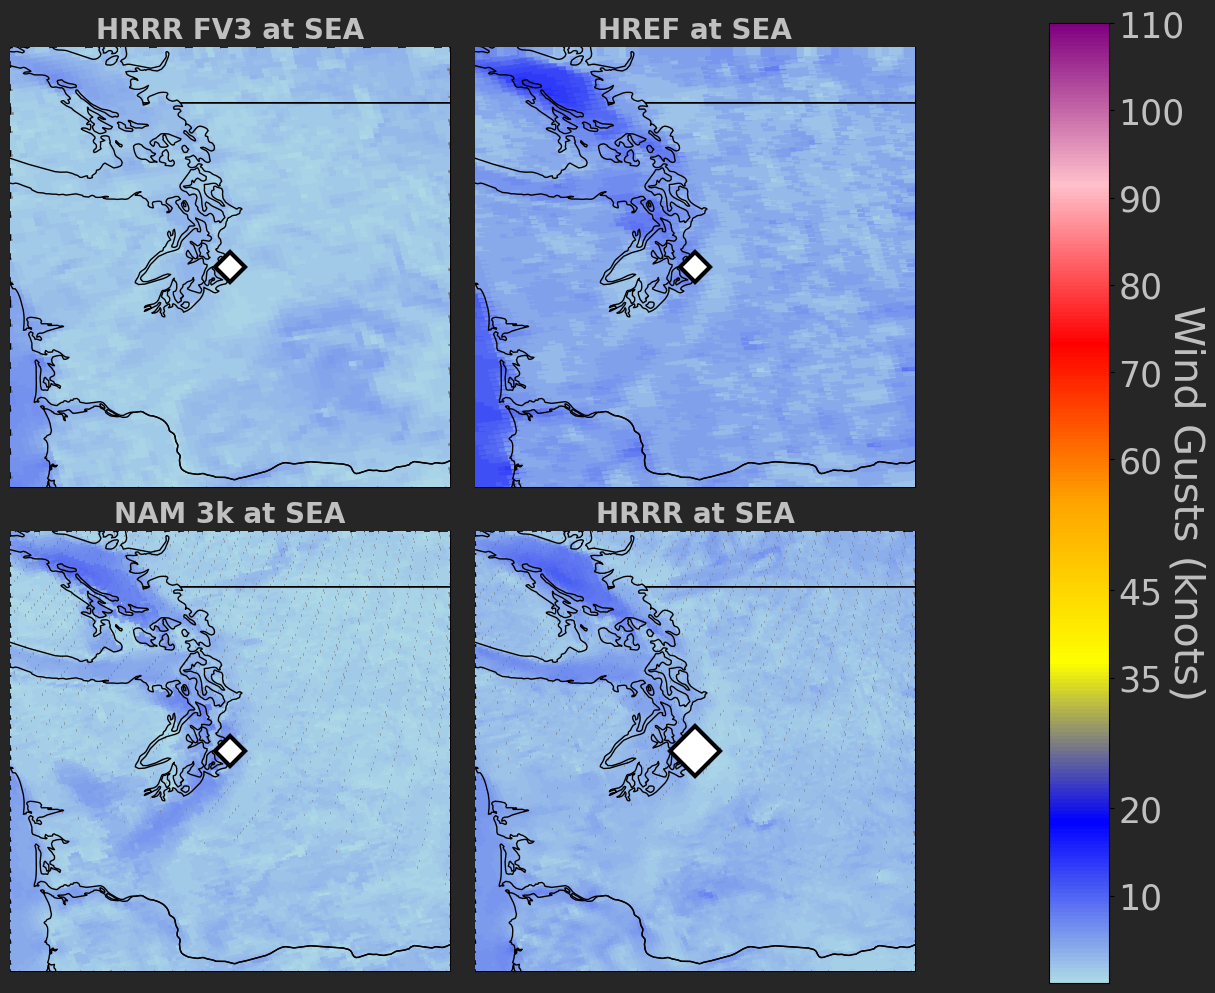 HRRR FV3 at SEA
HREF at SEA
NAM 3k at SEA
HRRR at SEA
110
100
90
80
70
60
45
35
20
10
Wind Gusts (knots)